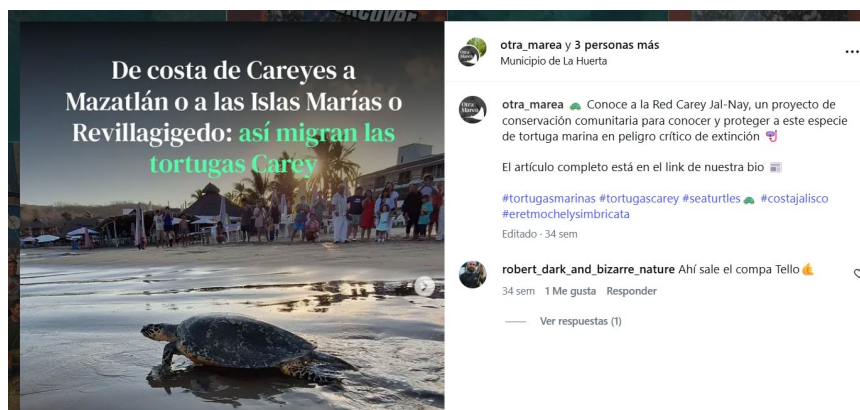 De costa de Careyes a
Mazatlán o a las Islas Marías o
Revillagigedo: así migran las
tortugas Carey
otra_marea y 3 personas más
Municipio de La Huerta
otra_marea Conoce a la Red Carey Jal-Nay, un proyecto de
conservación comunitaria para conocer y proteger a este especie
de tortuga marina en peligro crítico de extinción
El artículo completo está en el link de nuestra bio
#tortugasmarinas #tortugascarey #seaturtles #costajalisco
#eretmochelysimbricata
Editado · 34 sem
robert_dark_and_bizarre_nature Ahí sale el compa Tello
34 sem 1 Me gusta Responder
Ver respuestas (1)